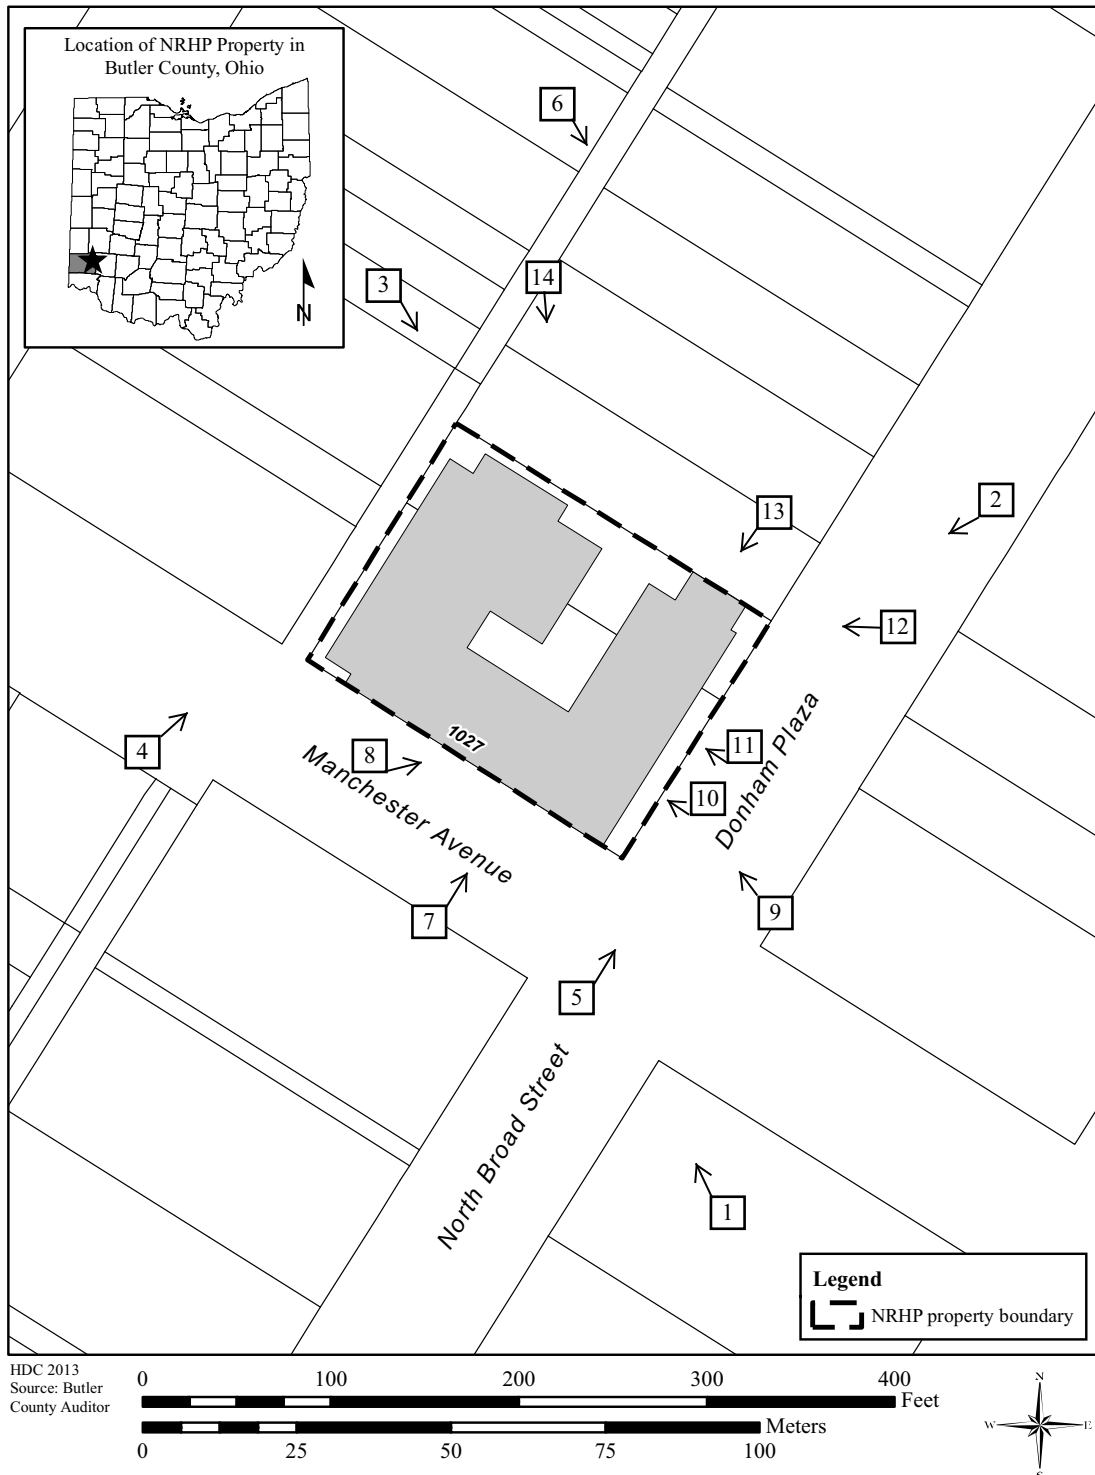 Location of NRHP Property in
Butler County, Ohio
N
6
3
14
13
2
12
4
8
1027
11
10
Manchester Avenue
Donham Plaza
7
9
5
North Broad Street
1
Legend
NRHP property boundary
HDC 2013
Source: Butler
County Auditor
0 100 200 300 400
Feet
Meters
0 25 50 75 100
N
W E
S